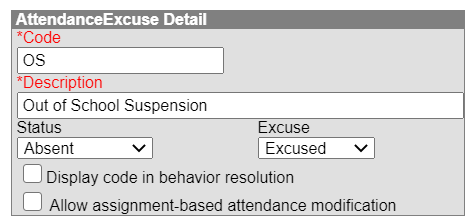 AttendanceExcuse Detail
*Code
OS
*Description
Out of School Suspension
Status Excuse
Absent Excused
Display code in behavior resolution
Allow assignment-based attendance modification